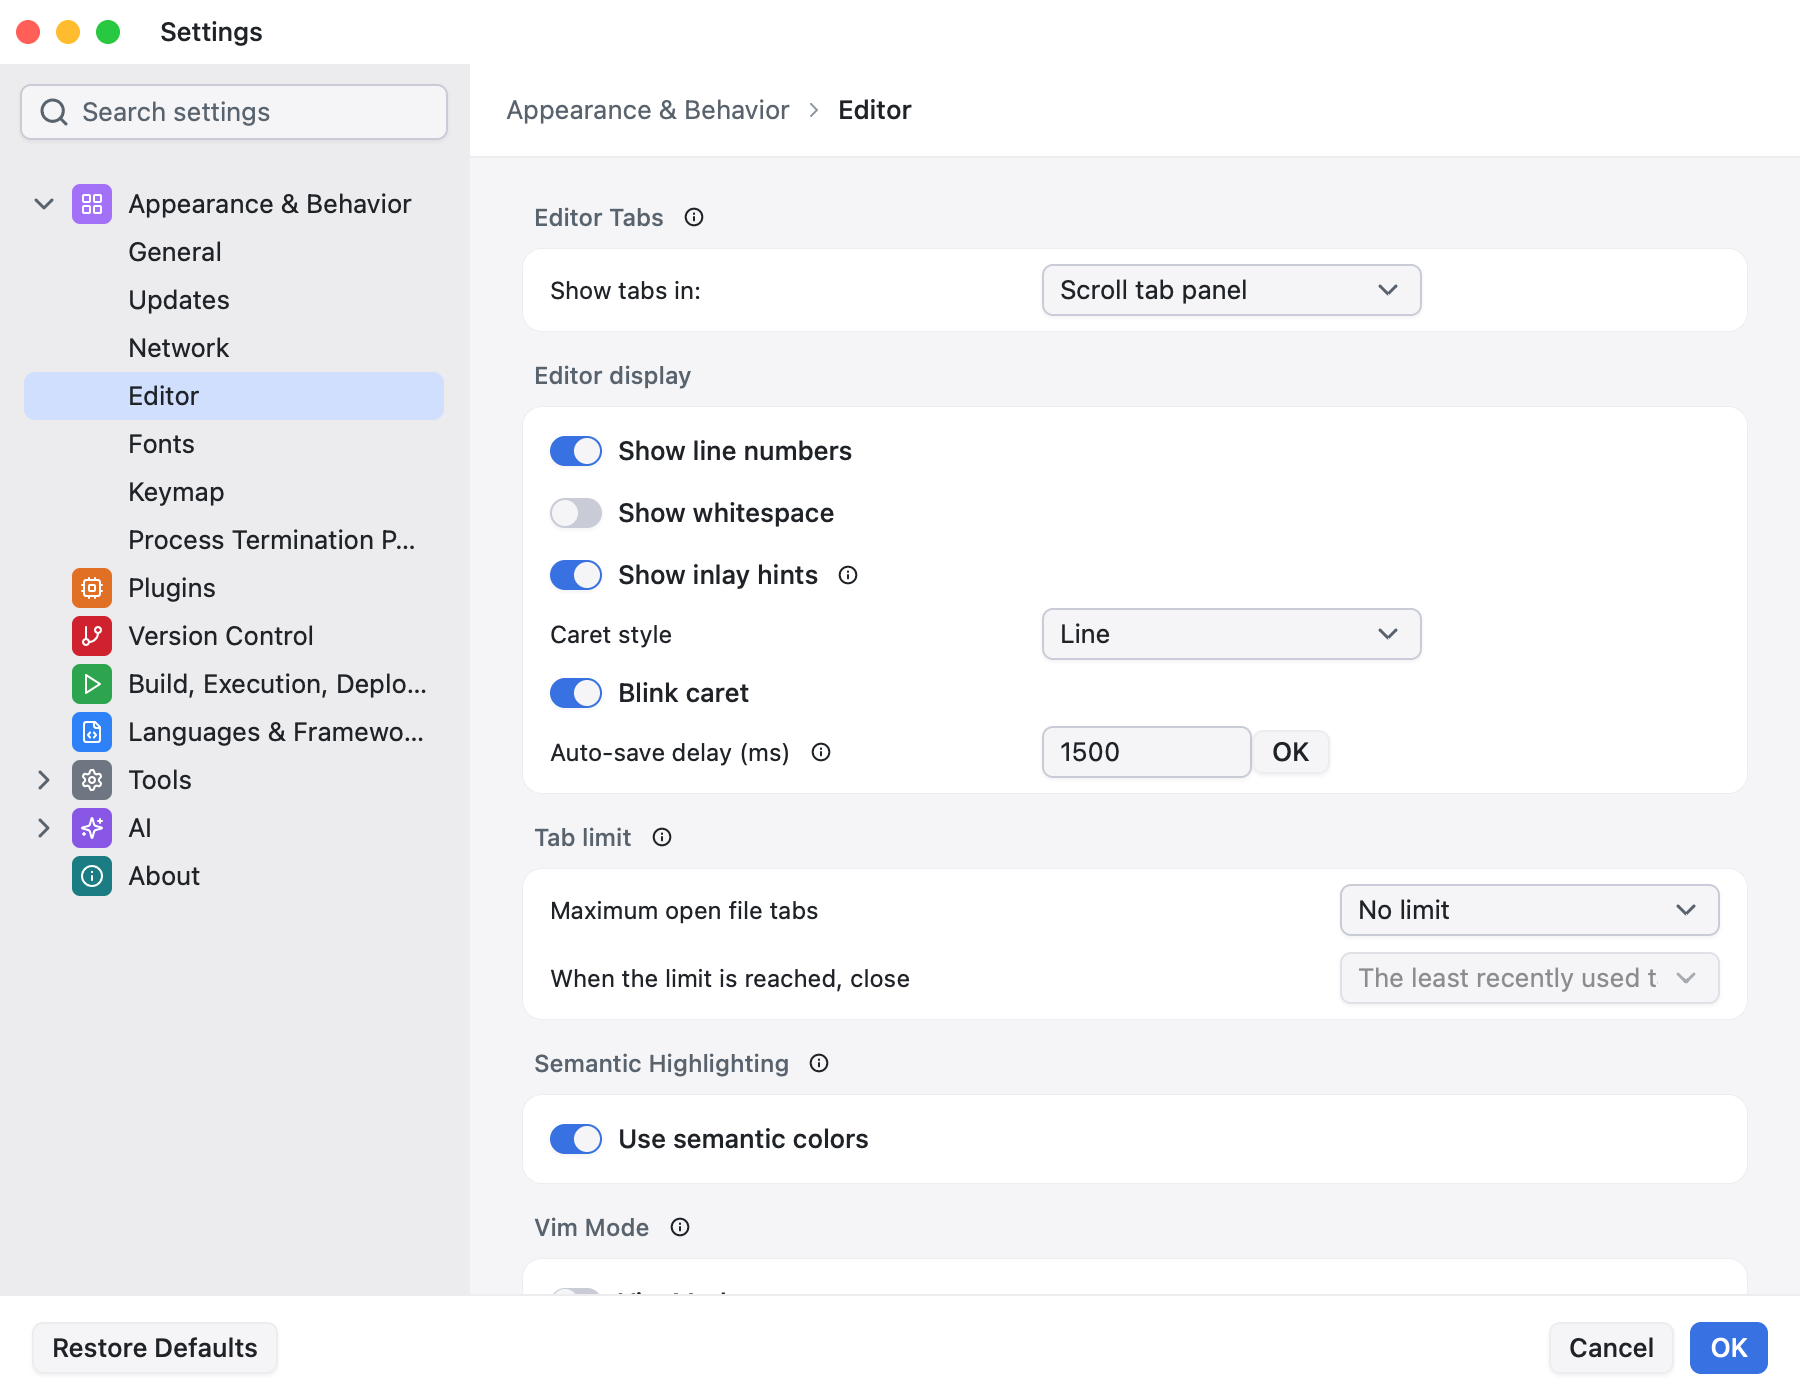 Settings
Search settings
Appearance & Behavior
General
Updates
Network
Editor
Fonts
Keymap
Process Termination P...
Plugins
Version Control
Build, Execution, Deplo...
Languages & Framewo...
Tools
AI
About
Appearance & Behavior > Editor
Editor Tabs
Show tabs in: Scroll tab panel
Editor display
Show line numbers
Show whitespace
Show inlay hints
Caret style Line
Blink caret
Auto-save delay (ms) 1500 OK
Tab limit
Maximum open file tabs No limit
When the limit is reached, close The least recently used t
Semantic Highlighting
Use semantic colors
Vim Mode
Restore Defaults Cancel OK